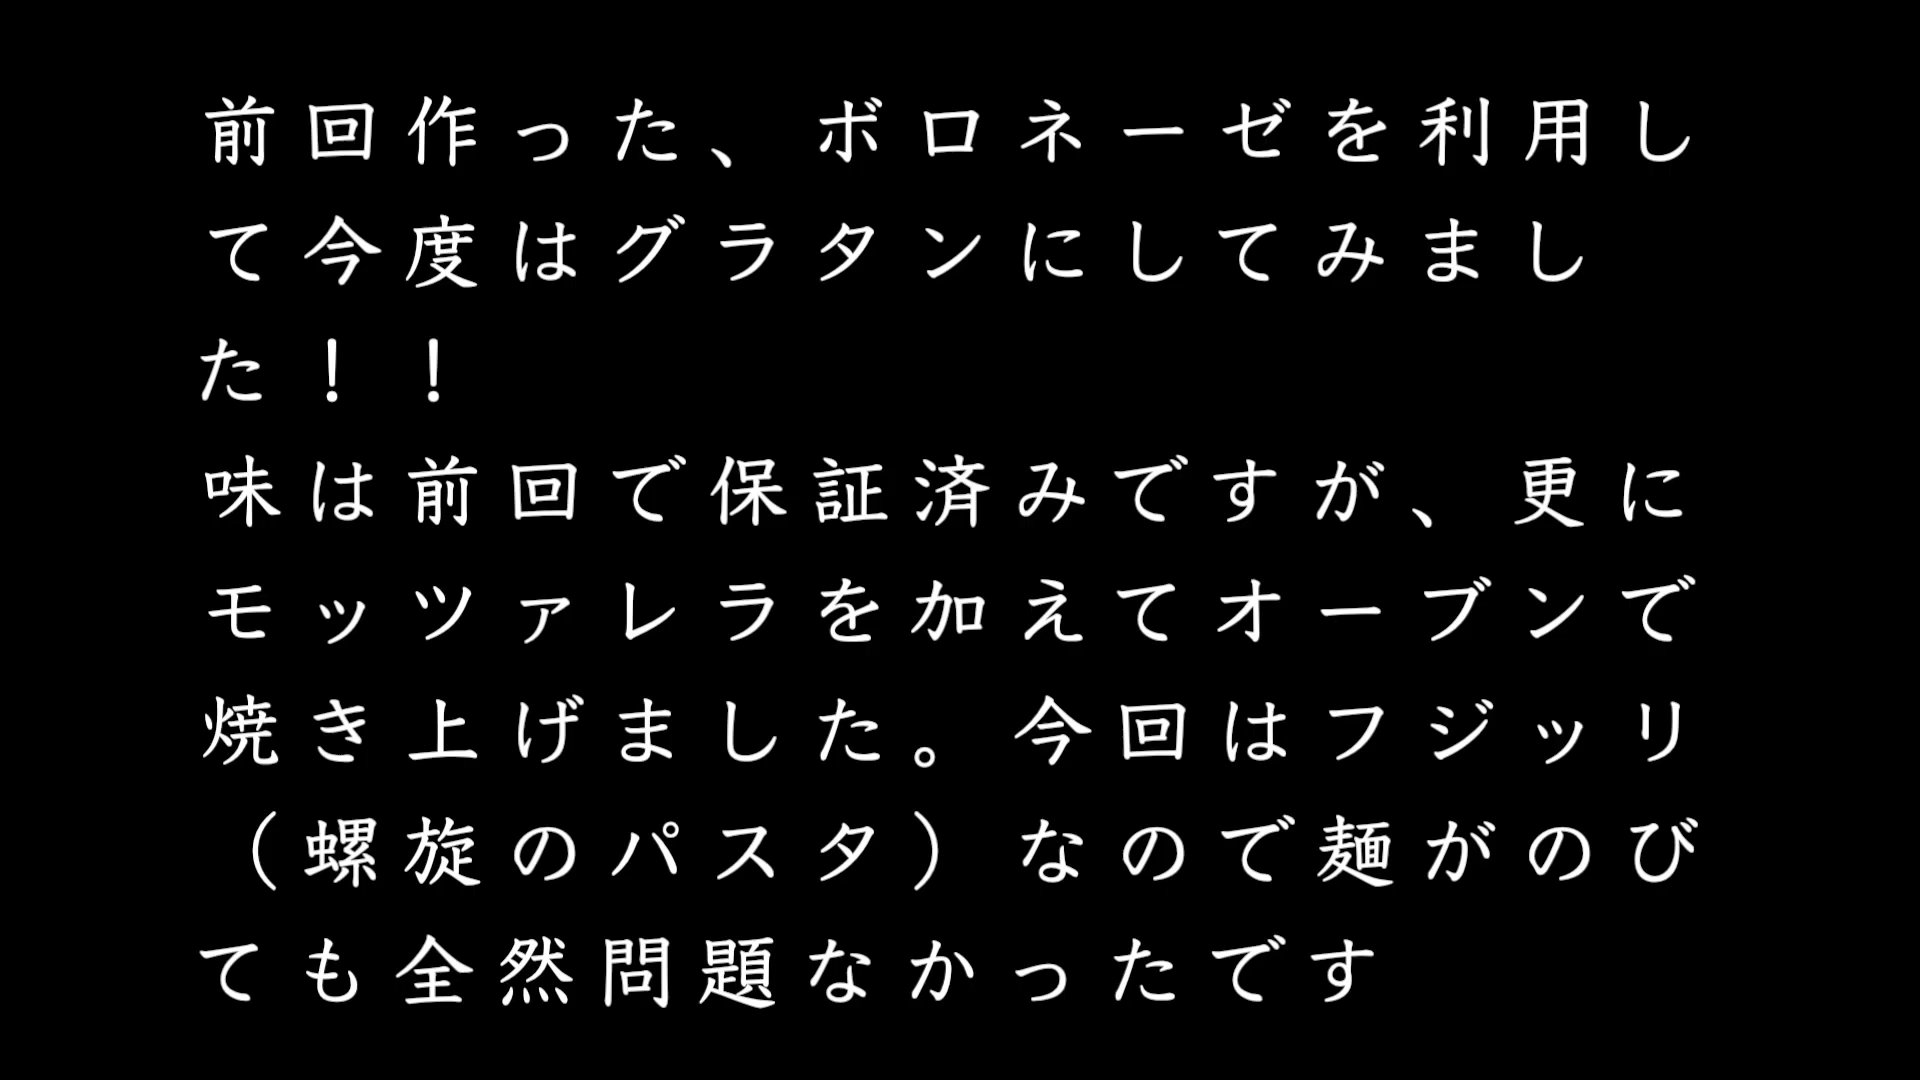 前回作った、ボロネーゼを利用し
て今度はグラタンにしてみまし
た！！
味は前回で保証済みですが、更に
モッツァレラを加えてオーブンで
焼き上げました。今回はフジッリ
（螺旋のパスタ）なので麺がのび
ても全然問題なかったです